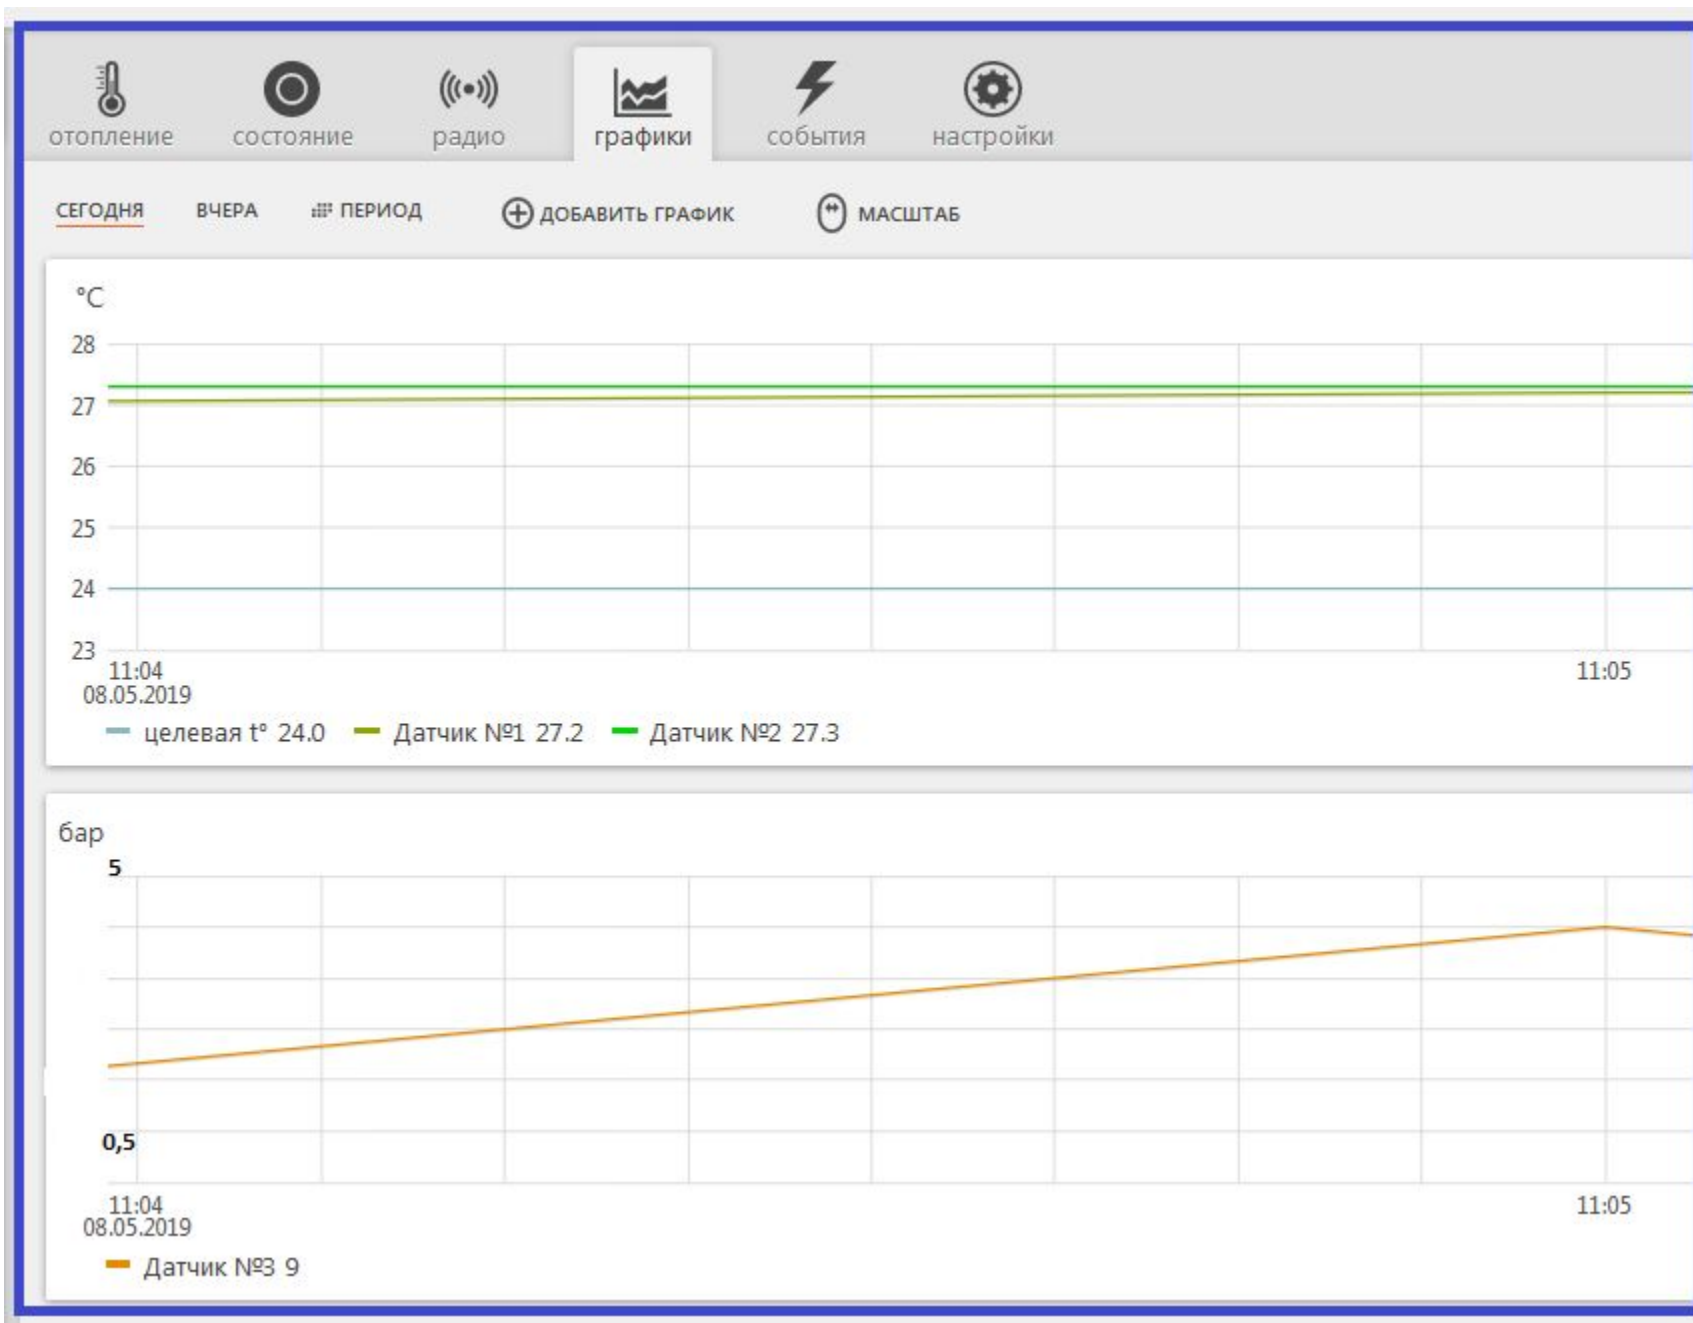 отопление состояние радио графики события настройки
СЕГОДНЯ ВЧЕРА ПЕРИОД ДОБАВИТЬ ГРАФИК МАСШТАБ
°C
28
27
26
25
24
23
11:04 11:05
08.05.2019
целевая t° 24.0 Датчик №1 27.2 Датчик №2 27.3
бар
5
0,5
11:04 11:05
08.05.2019
Датчик №3 9